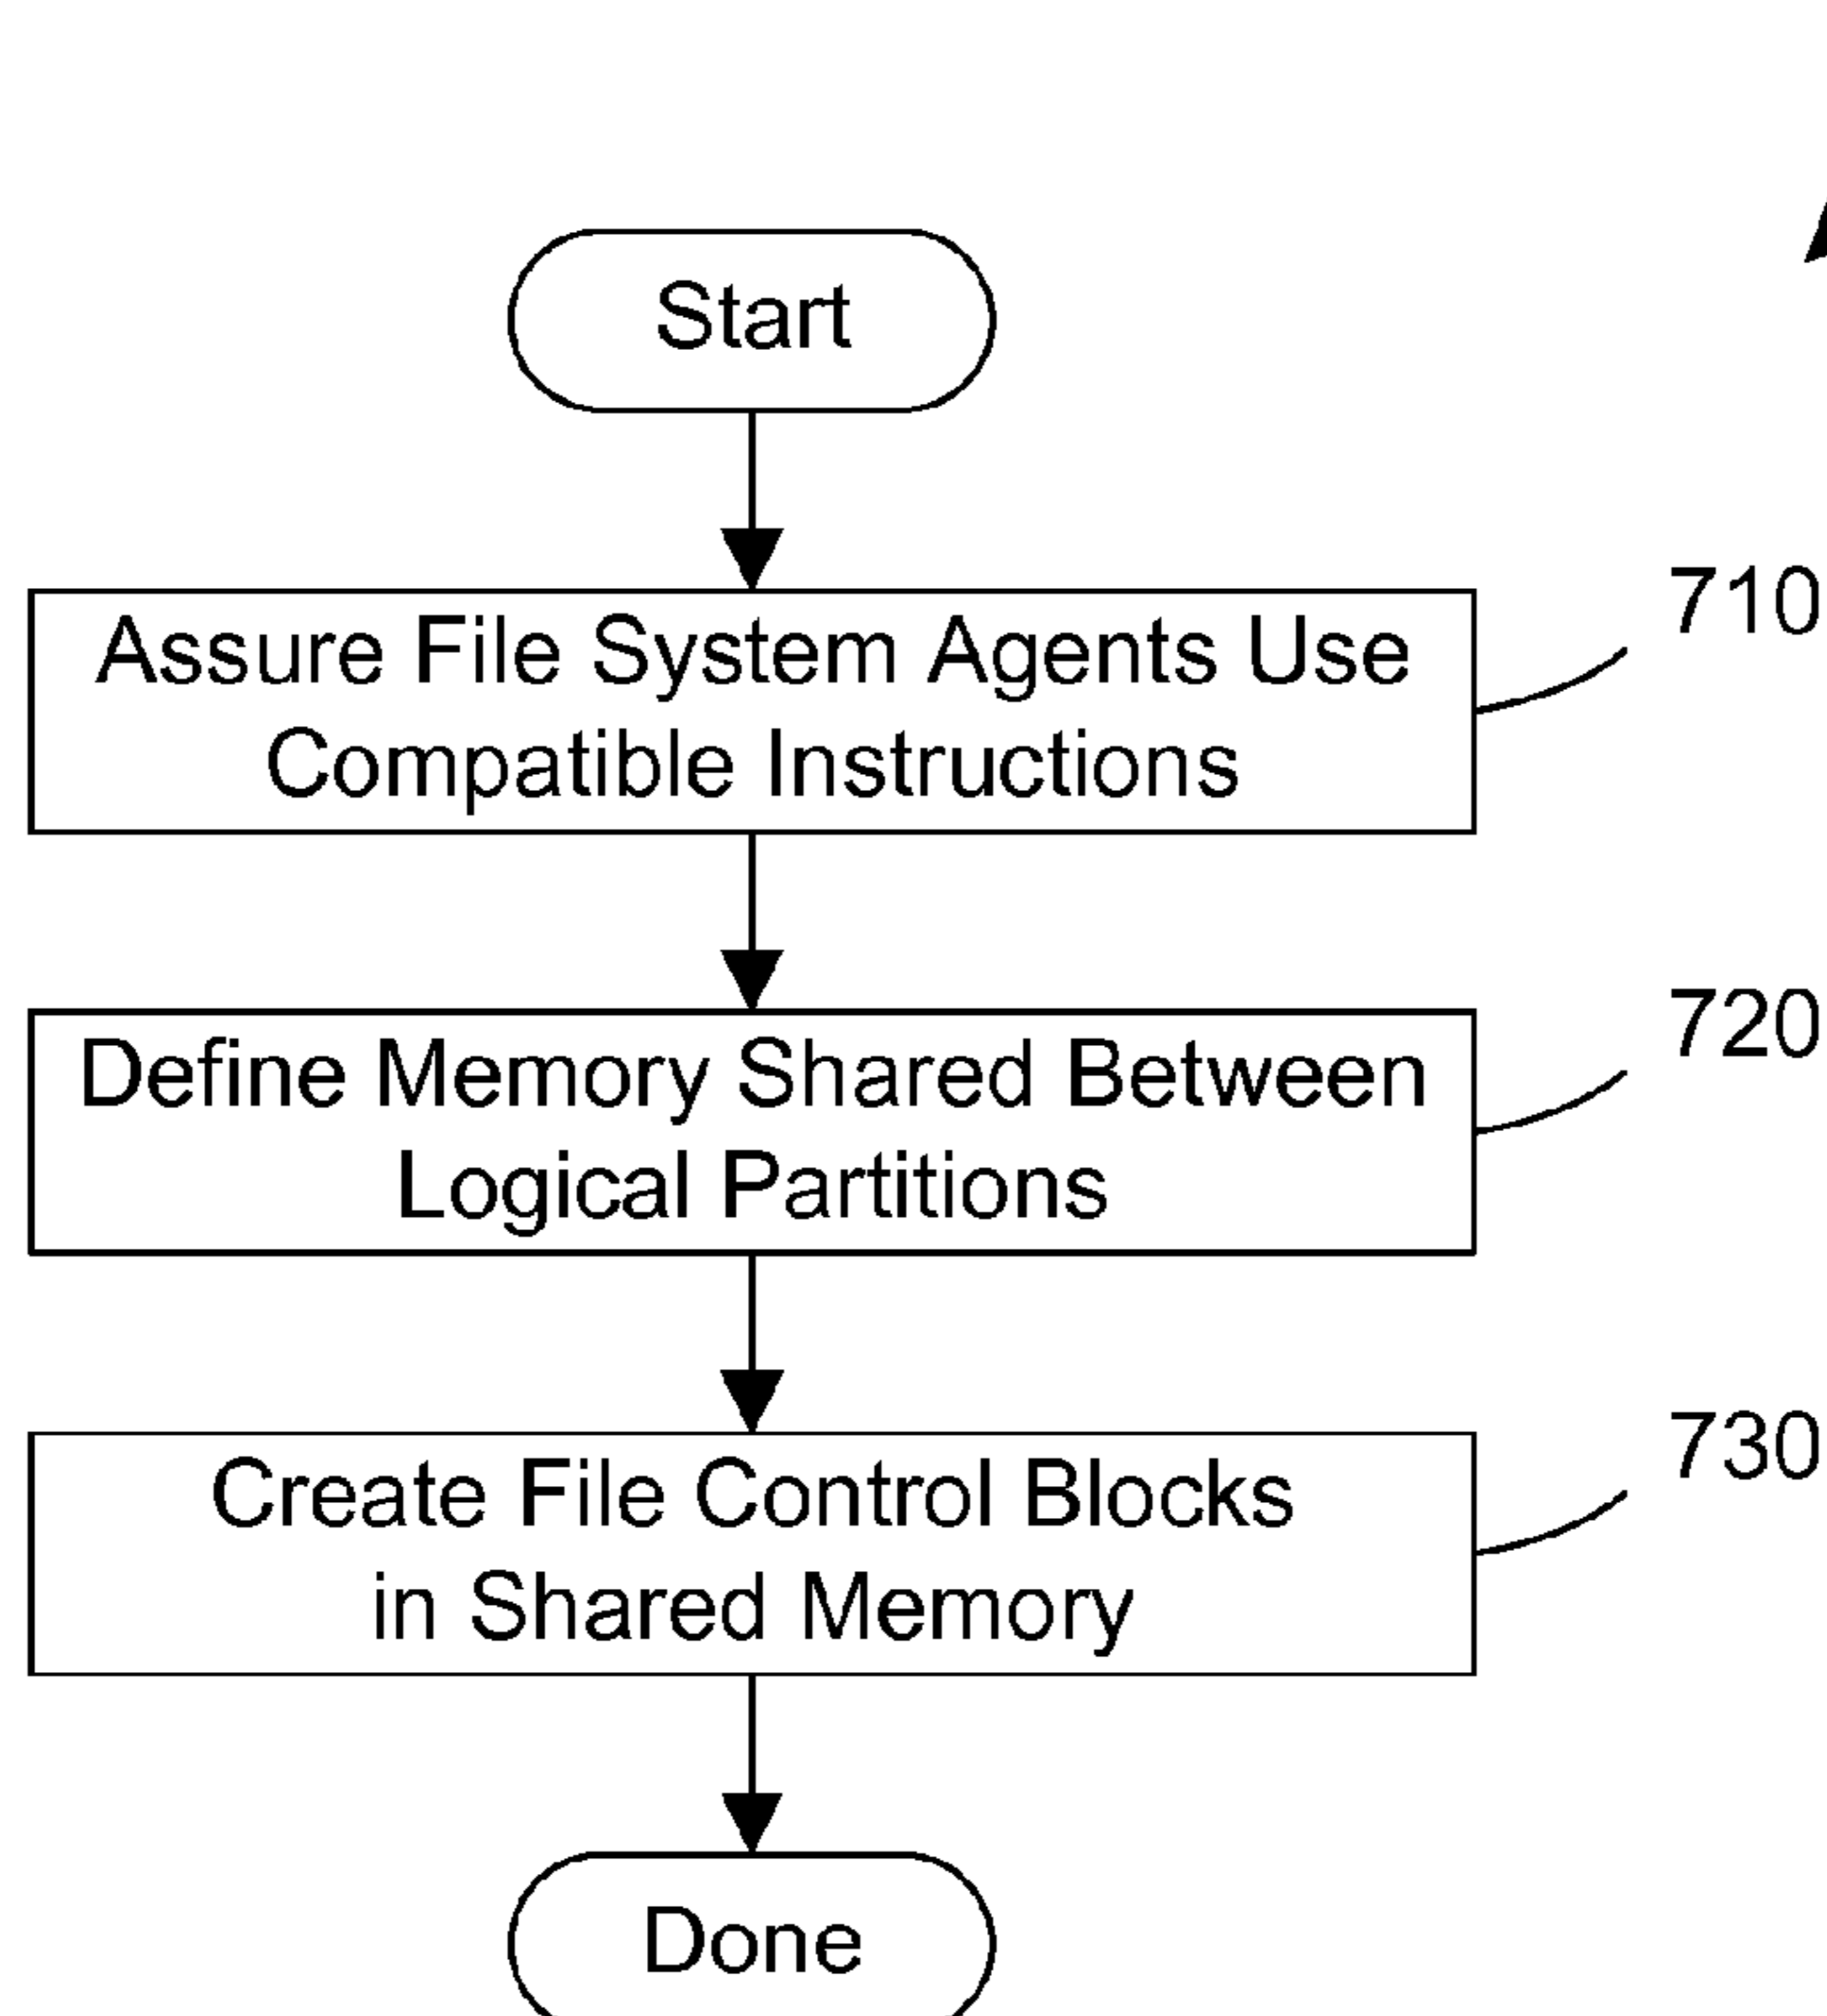 Start
Assure File System Agents Use
Compatible Instructions
710
Define Memory Shared Between
Logical Partitions
720
Create File Control Blocks
in Shared Memory
730
Done